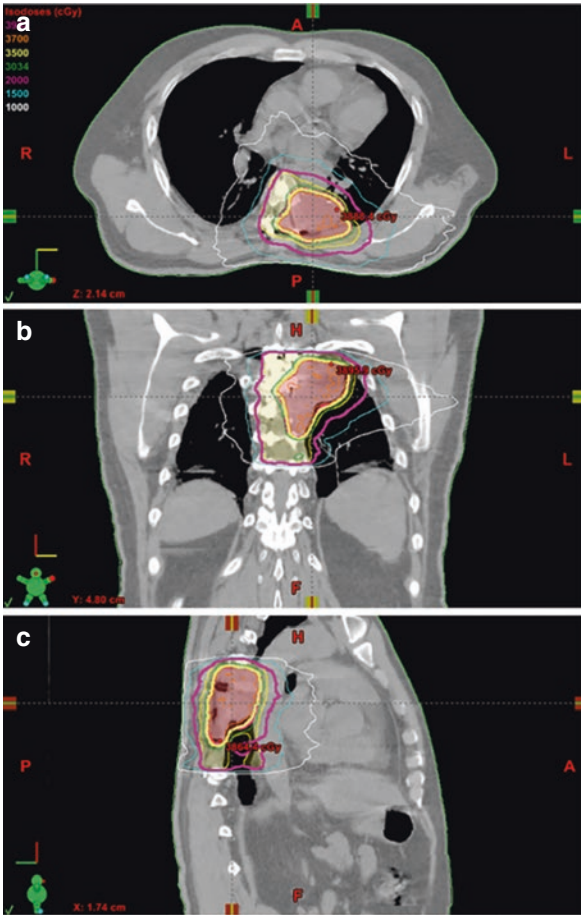 a
Isodoses (cGy)
3700
3500
3034
2000
1500
1000
A
R
L
P
Z: 2.14 cm
b
H
R
L
F
Y: 4.80 cm
c
H
P
A
F
X: 1.74 cm